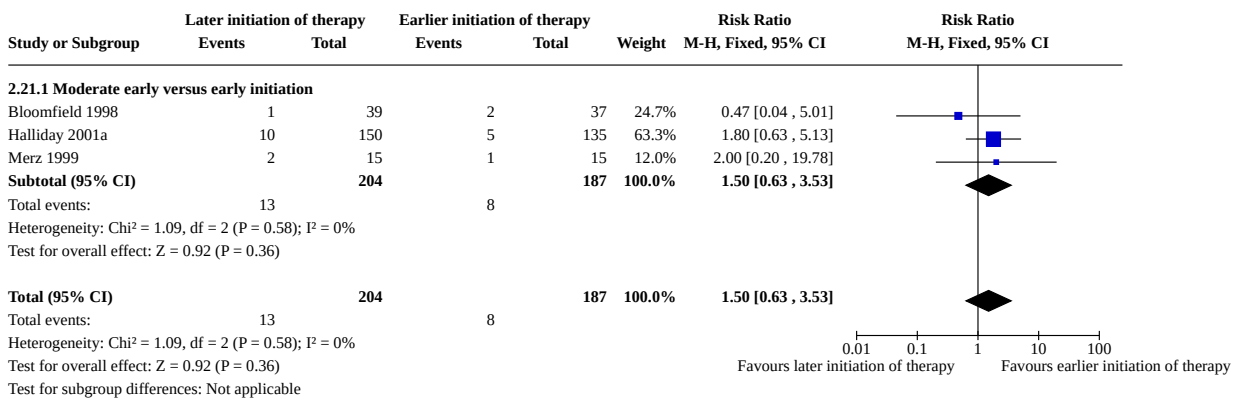 Later initiation of therapy Earlier initiation of therapy Risk Ratio Risk Ratio
Study or Subgroup Events Total Events Total Weight M-H, Fixed, 95% CI M-H, Fixed, 95% CI
2.21.1 Moderate early versus early initiation
Bloomfield 1998 1 39 2 37 24.7% 0.47 [0.04 , 5.01]
Halliday 2001a 10 150 5 135 63.3% 1.80 [0.63 , 5.13]
Merz 1999 2 15 1 15 12.0% 2.00 [0.20 , 19.78]
Subtotal (95% CI) 204 187 100.0% 1.50 [0.63 , 3.53]
Total events: 13 8
Heterogeneity: Chi² = 1.09, df = 2 (P = 0.58); I² = 0%
Test for overall effect: Z = 0.92 (P = 0.36)
Total (95% CI) 204 187 100.0% 1.50 [0.63 , 3.53]
Total events: 13 8
Heterogeneity: Chi² = 1.09, df = 2 (P = 0.58); I² = 0%
0.01 0.1 1 10 100
Test for overall effect: Z = 0.92 (P = 0.36) Favours later initiation of therapy Favours earlier initiation of therapy
Test for subgroup differences: Not applicable